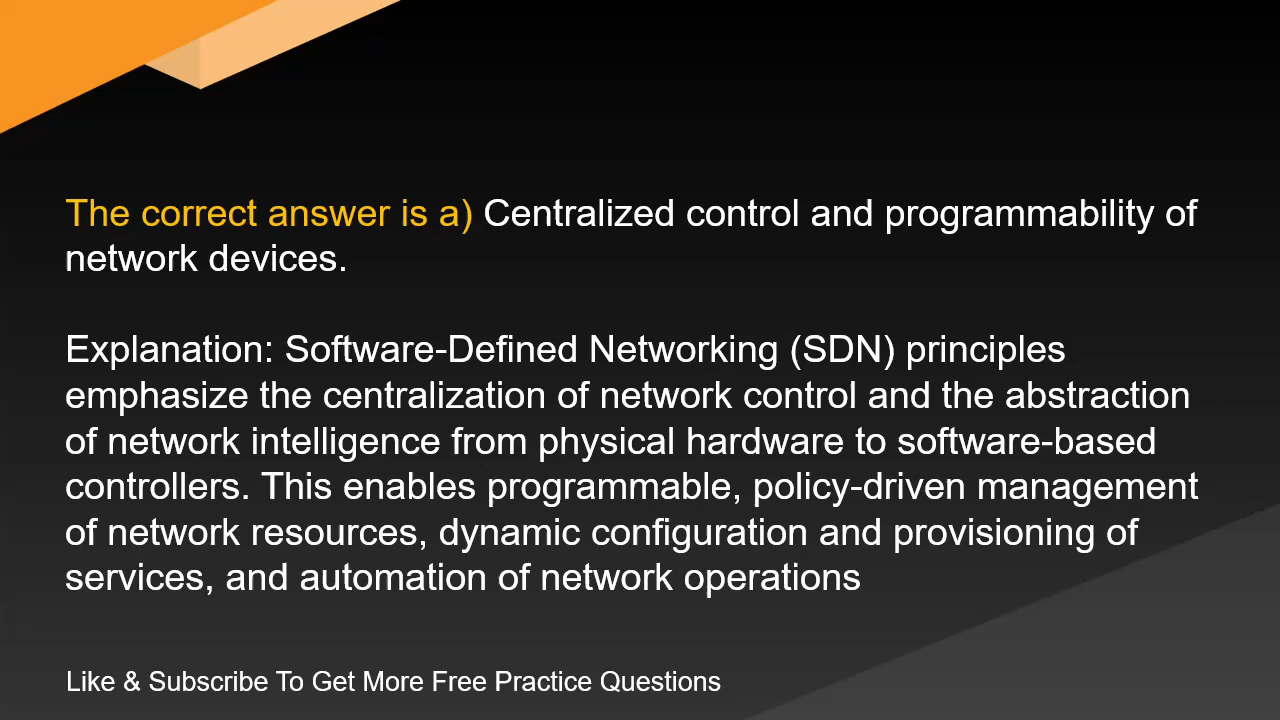 The correct answer is a) Centralized control and programmability of
network devices.
Explanation: Software-Defined Networking (SDN) principles
emphasize the centralization of network control and the abstraction
of network intelligence from physical hardware to software-based
controllers. This enables programmable, policy-driven management
of network resources, dynamic configuration and provisioning of
services, and automation of network operations
Like & Subscribe To Get More Free Practice Questions